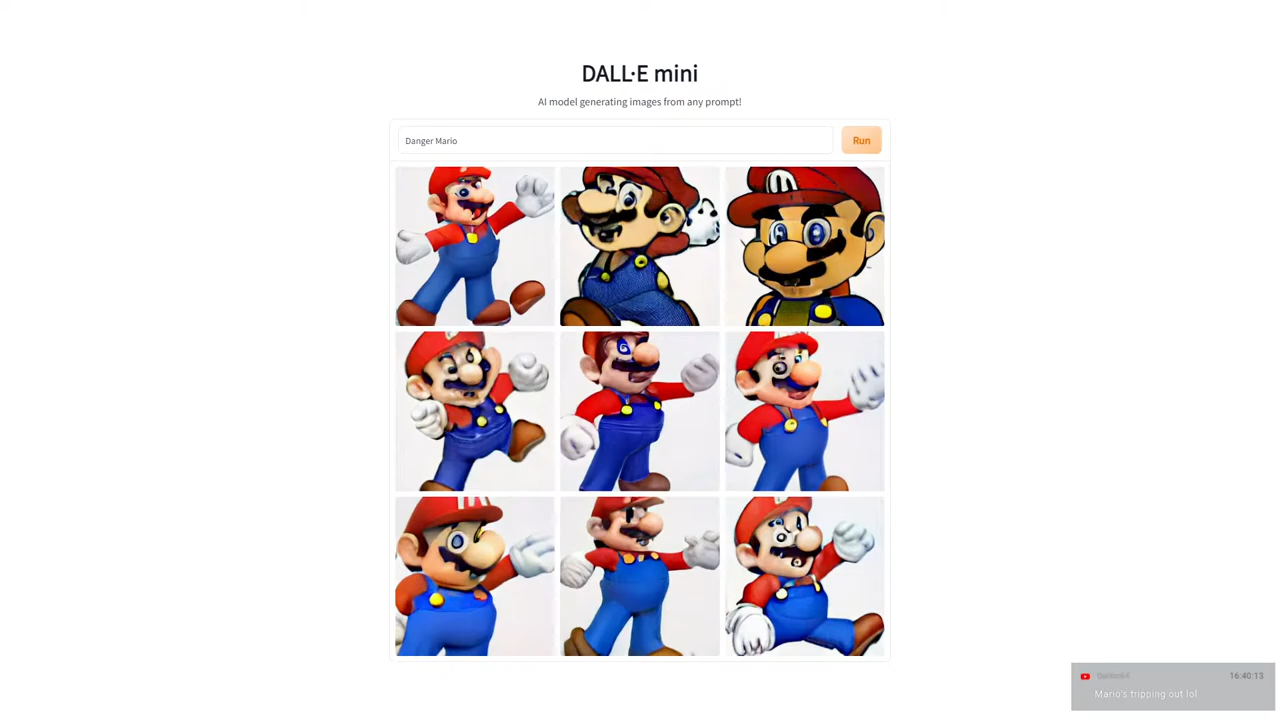 DALL·E mini
AI model generating images from any prompt!
Danger Mario
Run
16:40:13
Mario's tripping out lol